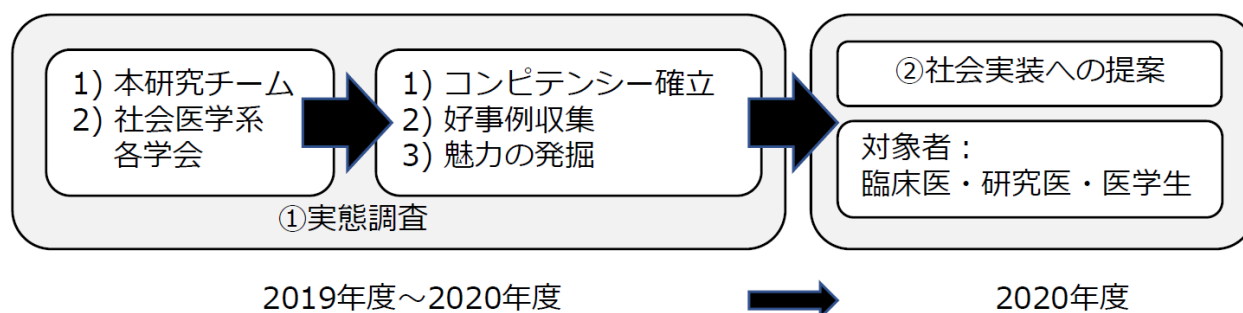 1) 本研究チーム
2) 社会医学系
各学会
1) コンピテンシー確立
2) 好事例収集
3) 魅力の発掘
①実態調査
②社会実装への提案
対象者：
臨床医・研究医・医学生
2019年度～2020年度
2020年度